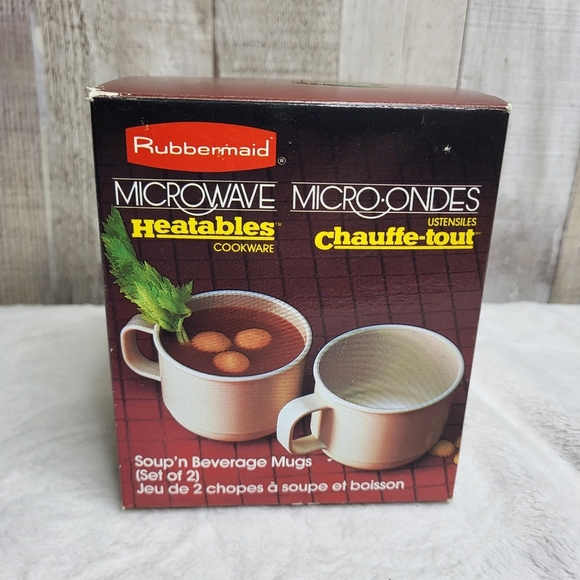 Rubbermaid®
MICROWAVE
Heatables™
COOKWARE
MICRO-ONDES
USTENSILES
Chauffe-tout
Soup'n Beverage Mugs
(Set of 2)
Jeu de 2 chopes à soupe et boisson